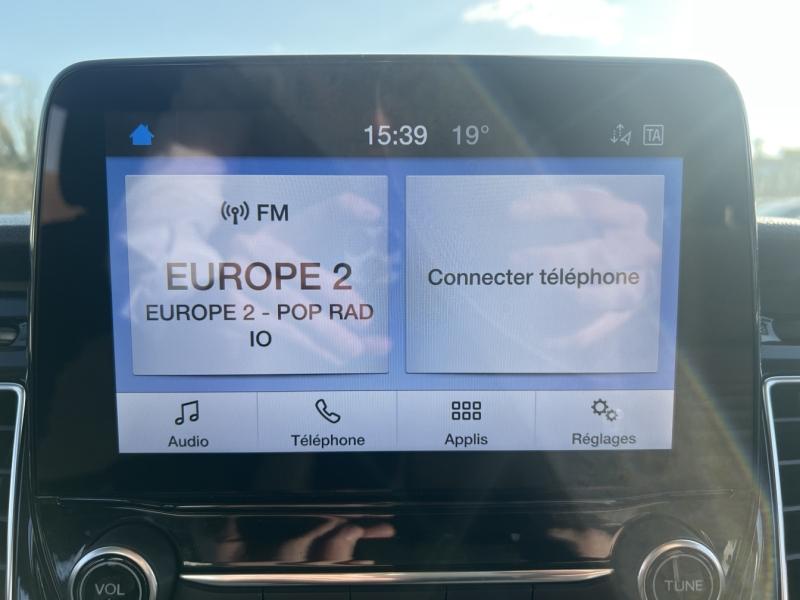 15:39 19° TA
FM
EUROPE 2
EUROPE 2 - POP RAD
IO
Connecter téléphone
Audio Téléphone Applis Réglages
VOL TUNE